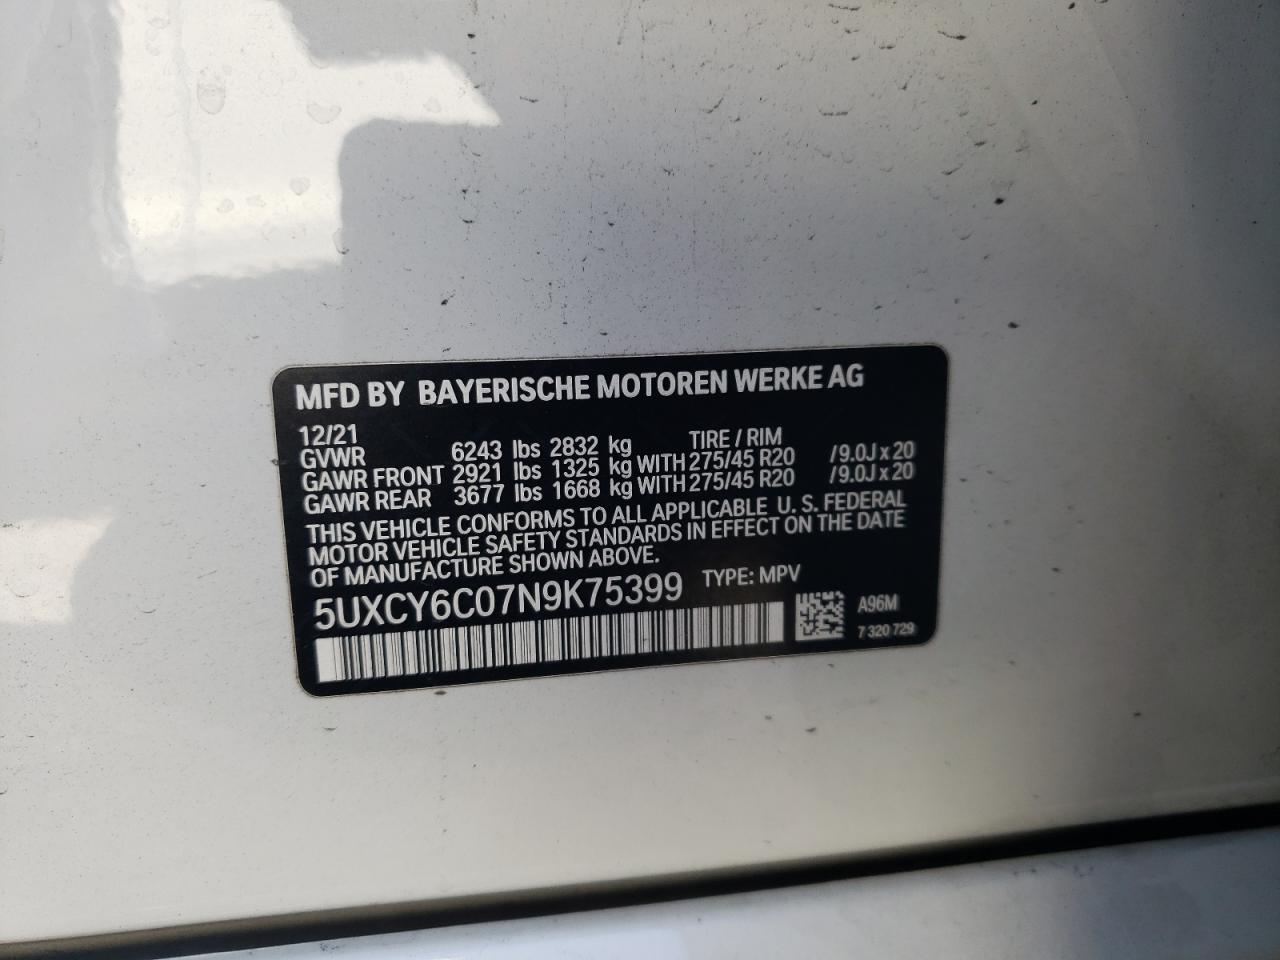 MFD BY BAYERISCHE MOTOREN WERKE AG
12/21 TIRE / RIM
GVWR 6243 lbs 2832 kg
GAWR FRONT 2921 lbs 1325 kg WITH 275/45 R20 /9.0J x 20
GAWR REAR 3677 lbs 1668 kg WITH 275/45 R20 /9.0J x 20
THIS VEHICLE CONFORMS TO ALL APPLICABLE U. S. FEDERAL
MOTOR VEHICLE SAFETY STANDARDS IN EFFECT ON THE DATE
OF MANUFACTURE SHOWN ABOVE.
5UXCY6C07N9K75399 TYPE: MPV
A96M
7 320 729